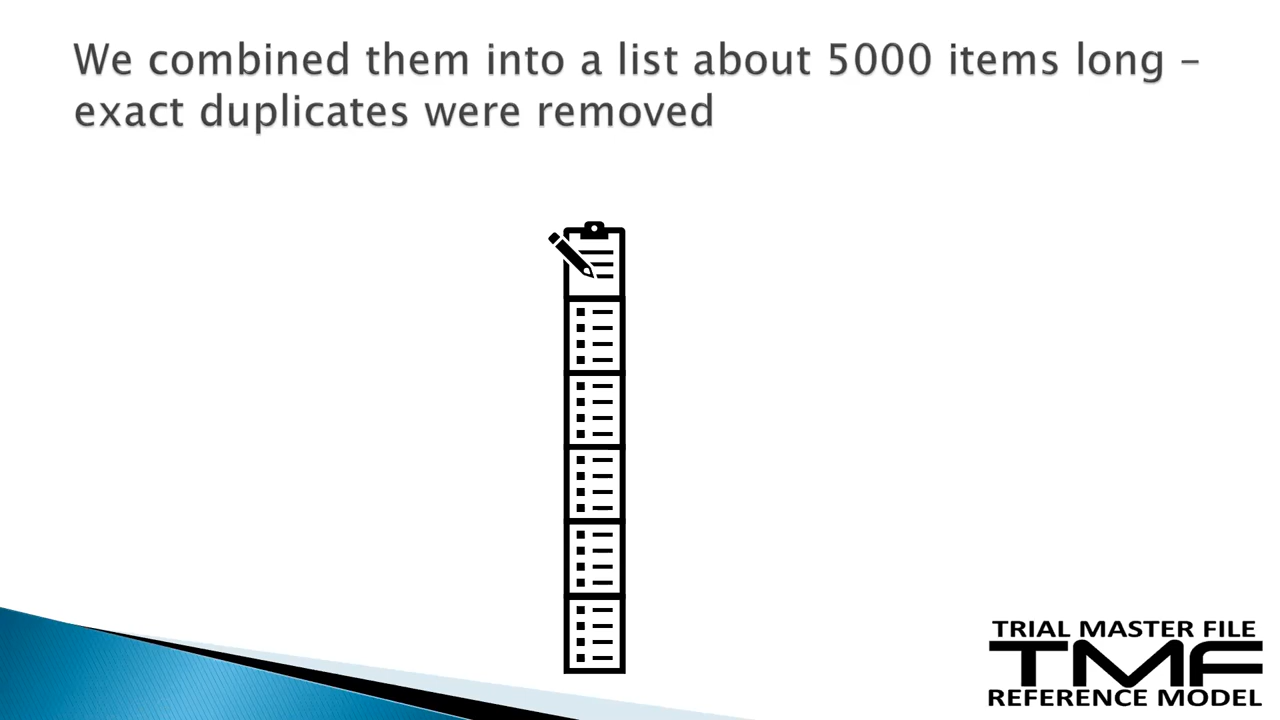 We combined them into a list about 5000 items long –
exact duplicates were removed
TRIAL MASTER FILE
TMF
REFERENCE MODEL